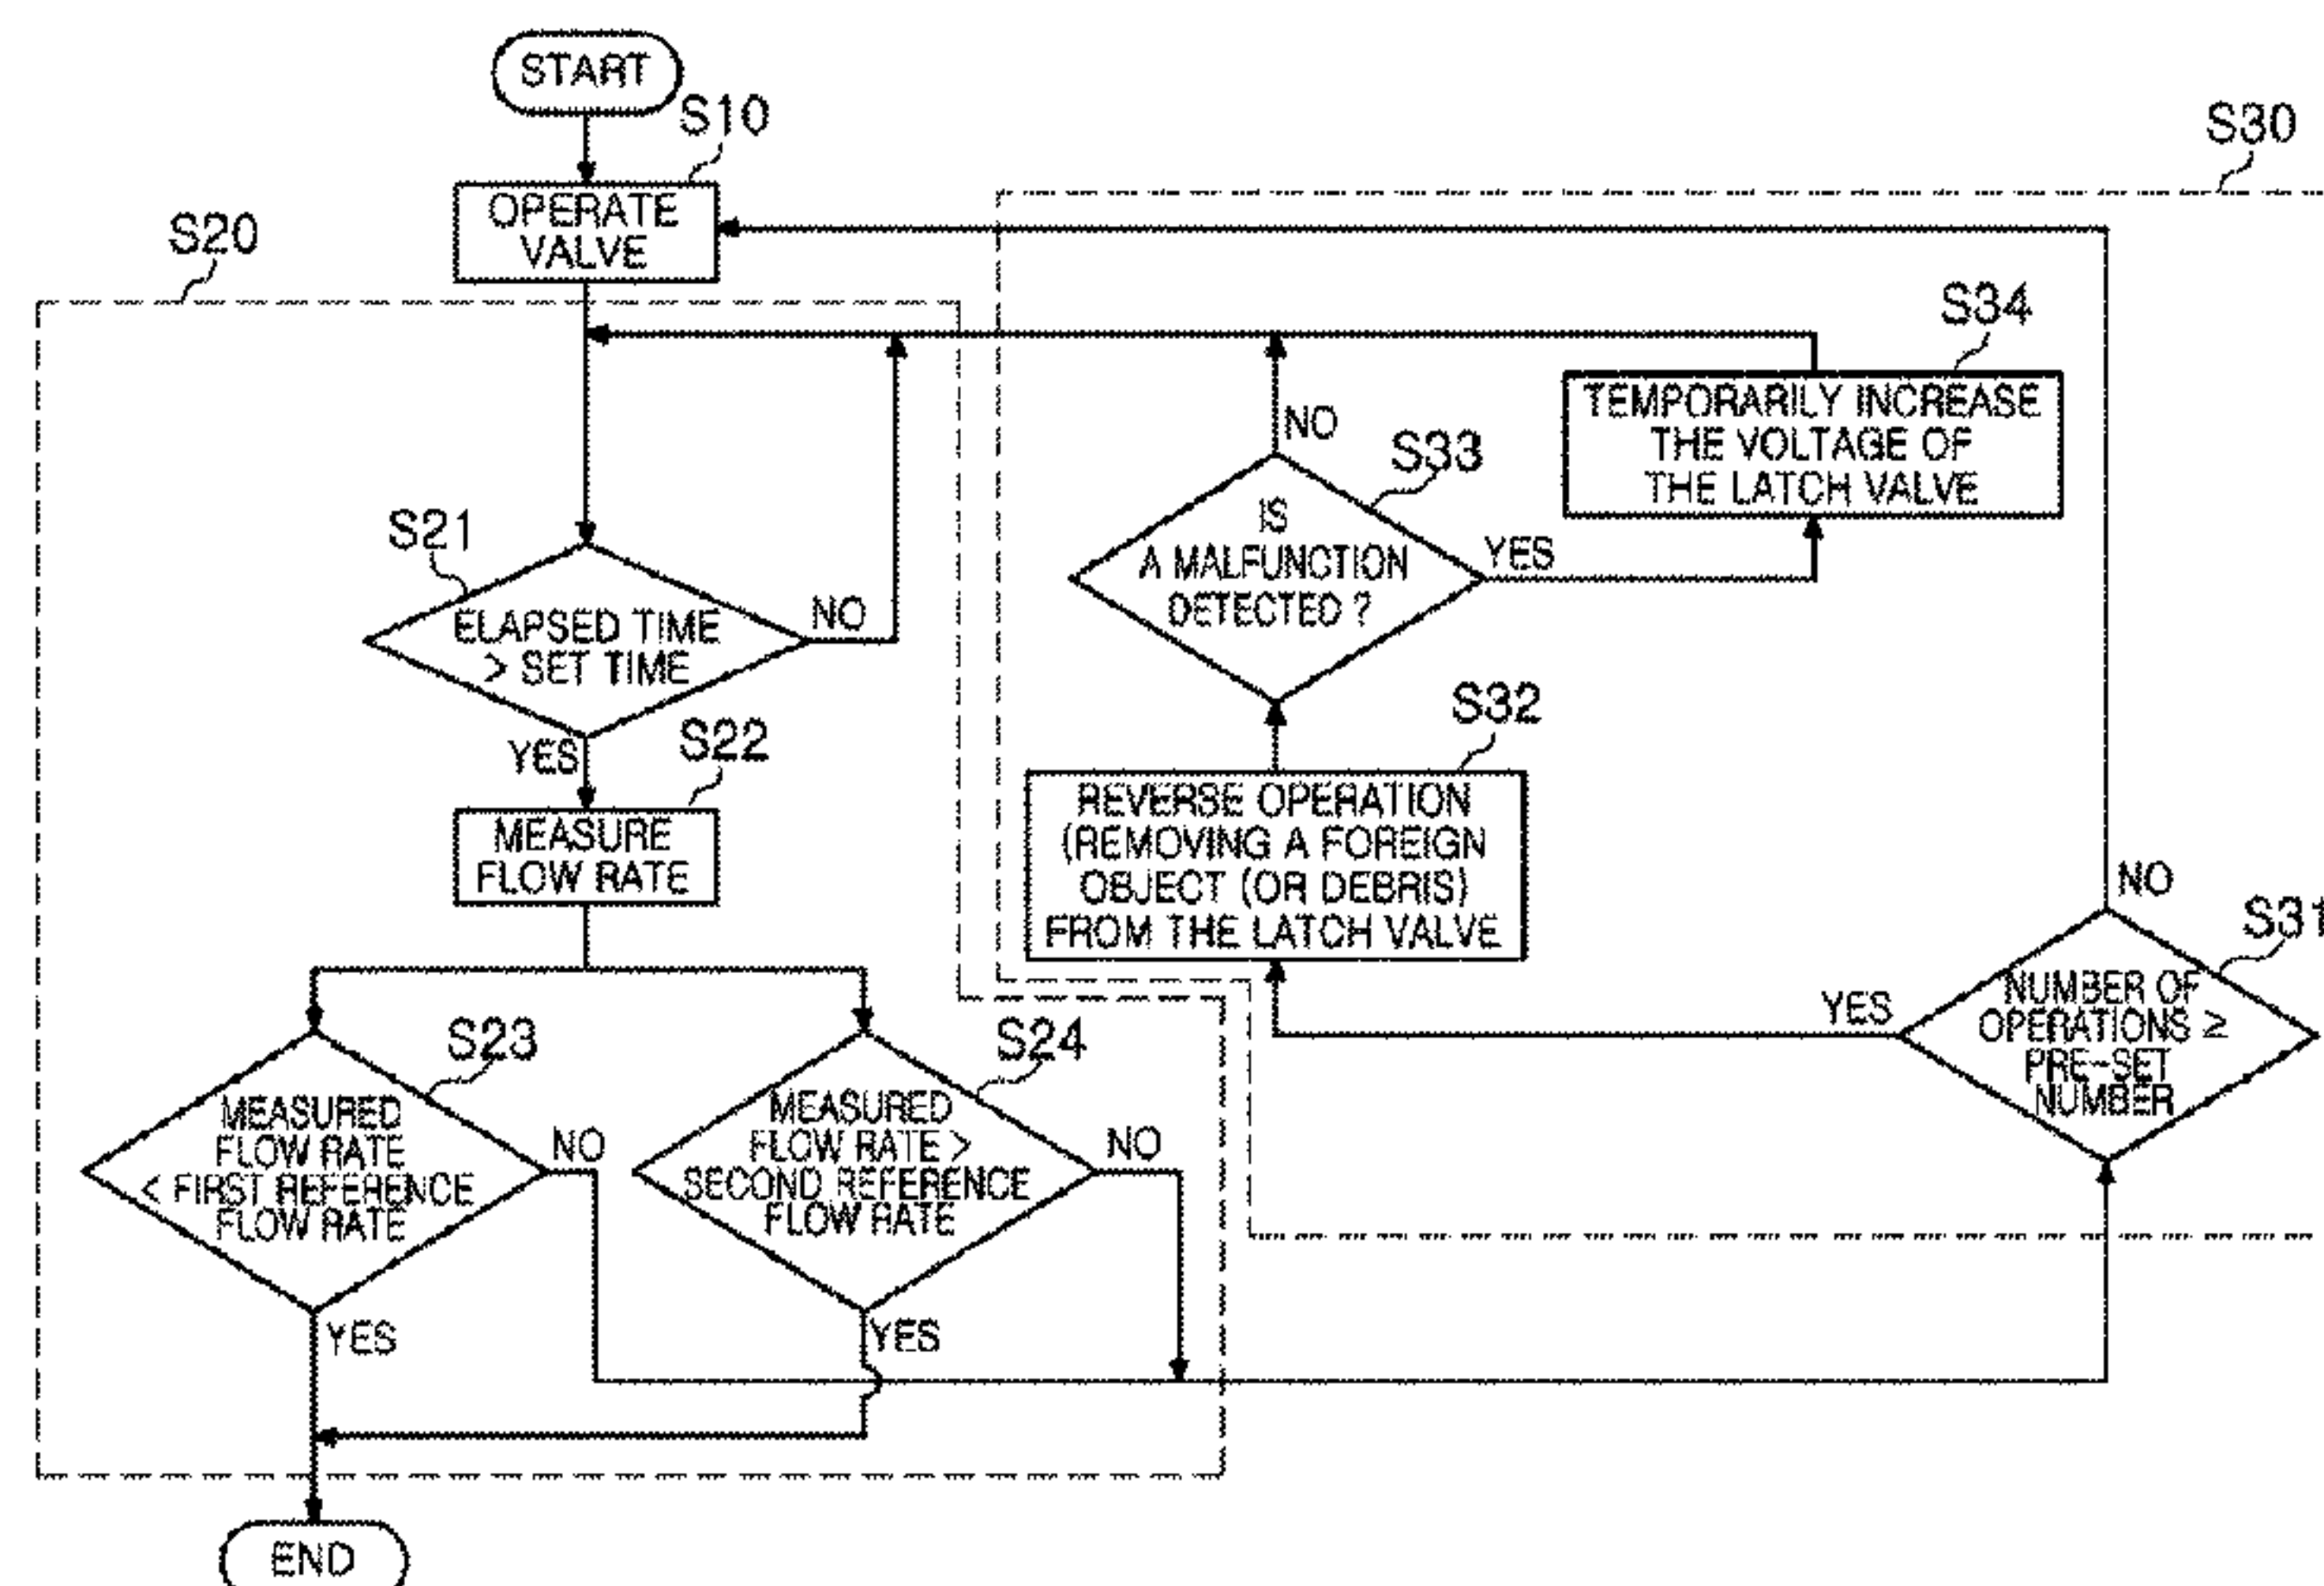 START
S10
OPERATE
VALVE
S20
S30
S21
ELAPSED TIME
> SET TIME
NO
YES
S22
MEASURE
FLOW RATE
S23
MEASURED
FLOW RATE
< FIRST REFERENCE
FLOW RATE
NO
YES
S24
MEASURED
FLOW RATE >
SECOND REFERENCE
FLOW RATE
NO
YES
END
S34
TEMPORARILY INCREASE
THE VOLTAGE OF
THE LATCH VALVE
NO
S33
IS
A MALFUNCTION
DETECTED ?
YES
S32
REVERSE OPERATION
(REMOVING A FOREIGN
OBJECT (OR DEBRIS)
FROM THE LATCH VALVE
NO
S31
YES
NUMBER OF
OPERATIONS ≥
PRE-SET
NUMBER